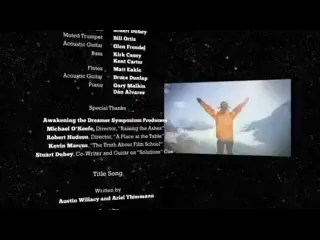 Stuart Dubey
Muted Trumpet Bill Ortiz
Acoustic Guitar Glen Frendel
Bass Kirk Casey
Kent Carter
Flutes Matt Eakle
Acoustic Guitar Bruce Dunlap
Piano Gary Malkin
Dan Alvarez
Special Thanks
Awakening the Dreamer Symposium Producers
Michael O'Keefe, Director, "Raising the Ashes"
Robert Hudson, Director, "A Place at the Table"
Kevin Marcus, "The Truth About Film School"
Stuart Dubey, Co-Writer and Guitar on "Solutions"
Title Song
Written by
Austin Willacy and Ariel Thiermann